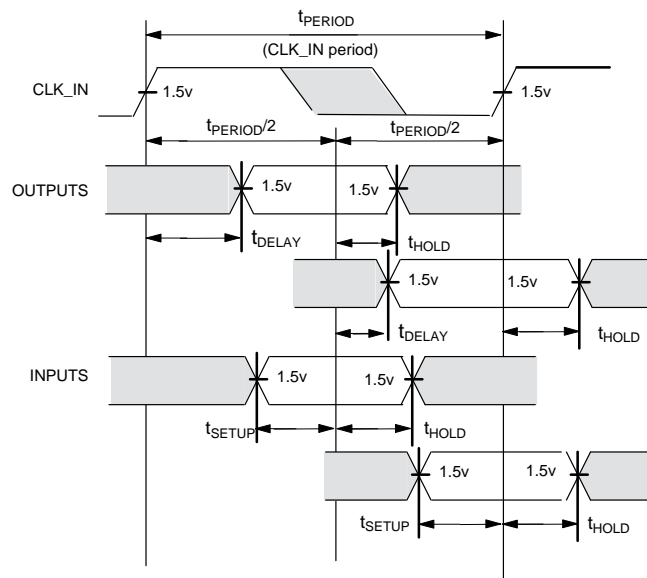 tPERIOD
(CLK_IN period)
CLK_IN
1.5v
1.5v
tPERIOD/2
tPERIOD/2
OUTPUTS
1.5v
1.5v
tDELAY
tHOLD
1.5v
1.5v
tDELAY
tHOLD
INPUTS
1.5v
1.5v
tSETUP
tHOLD
1.5v
1.5v
tSETUP
tHOLD